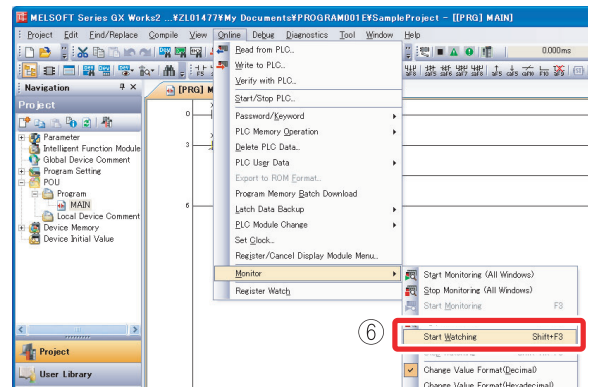 MELSOFT Series GX Works2 ...¥ZL01477¥My Documents¥PROGRAM001E¥SampleProject - [[PRG] MAIN]
Project Edit Find/Replace Compile View Online Debug Diagnostics Tool Window Help
0.000ms
Navigation
[PRG] M
Project
Parameter
Intelligent Function Module
Global Device Comment
Program Setting
POU
Program
MAIN
Local Device Comment
Device Memory
Device Initial Value
0
3
6
Read from PLC...
Write to PLC...
Verify with PLC...
Start/Stop PLC...
Password/Keyword
PLC Memory Operation
Delete PLC Data...
PLC User Data
Export to ROM Format...
Program Memory Batch Download
Latch Data Backup
PLC Module Change
Set Clock...
Register/Cancel Display Module Menu...
Monitor
Register Watch
Start Monitoring (All Windows)
Stop Monitoring (All Windows)
Start Monitoring F3
⑥
Start Watching Shift+F3
Change Value Format(Decimal)
Change Value Format(Hexadecimal)
Project
User Library